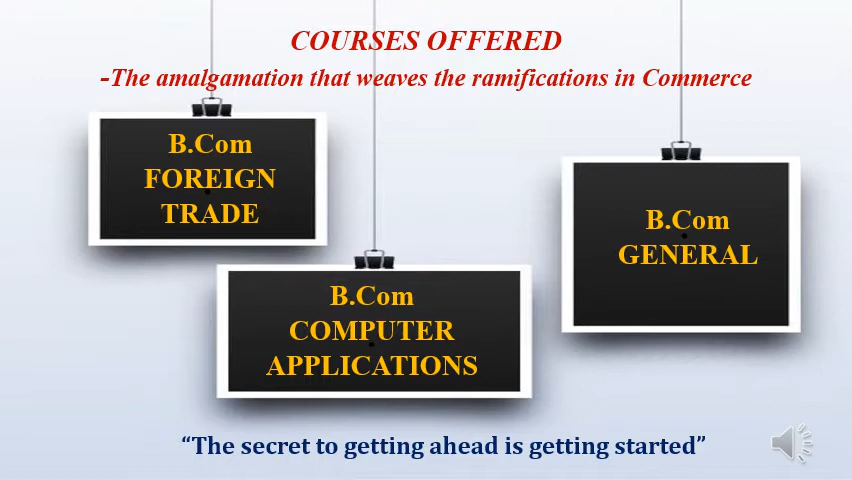 COURSES OFFERED
-The amalgamation that weaves the ramifications in Commerce
B.Com
FOREIGN
TRADE
B.Com
GENERAL
B.Com
COMPUTER
APPLICATIONS
“The secret to getting ahead is getting started”